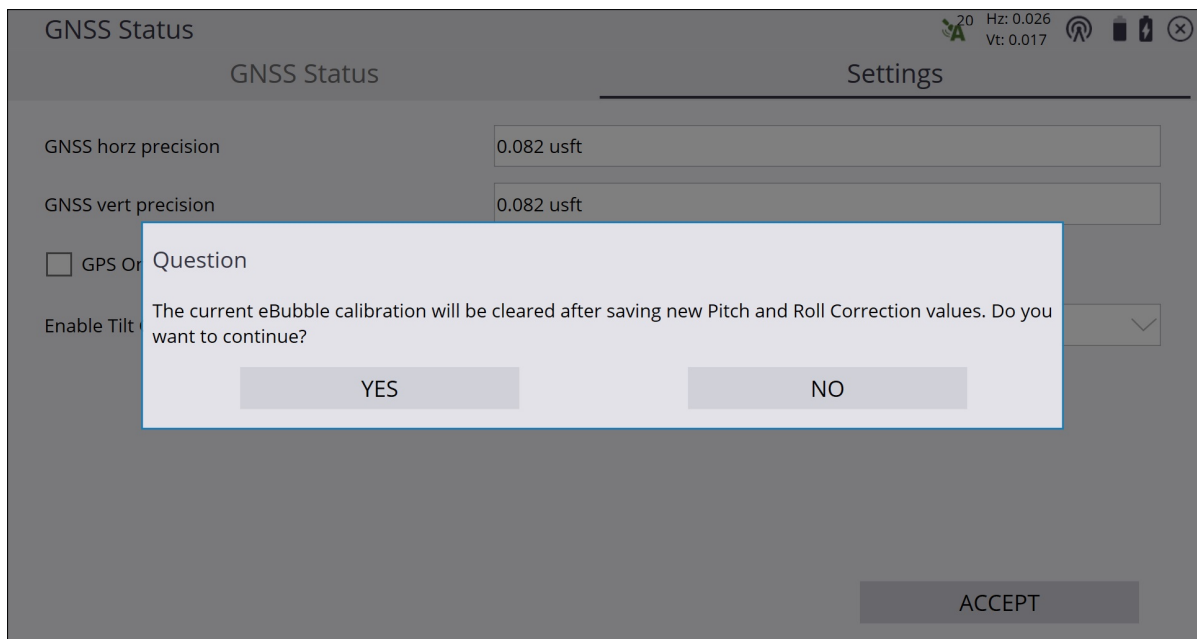 GNSS Status
20 Hz: 0.026
Vt: 0.017
GNSS Status Settings
GNSS horz precision 0.082 usft
GNSS vert precision 0.082 usft
GPS
Question
The current eBubble calibration will be cleared after saving new Pitch and Roll Correction values. Do you
want to continue?
Enable Tilt
YES NO
ACCEPT